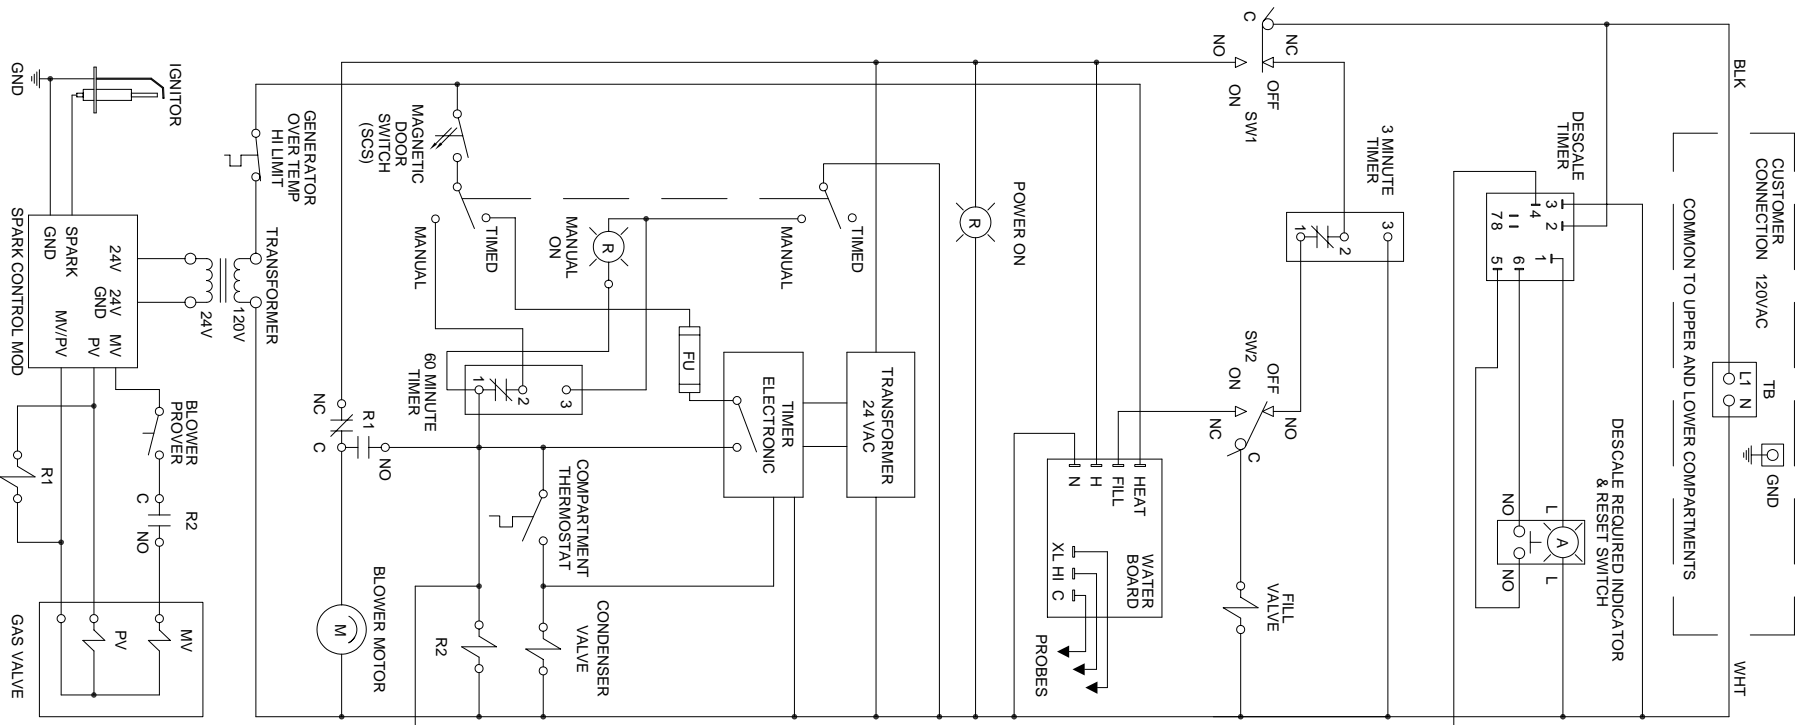 CUSTOMER
CONNECTION 120VAC
COMMON TO UPPER AND LOWER COMPARTMENTS
BLK
L1 N
TB
GND
WHT
DESCALE
TIMER
3
2
1
4
7
8
6
5
DESCALE REQUIRED INDICATOR
& RESET SWITCH
L
A
L
NO
NO
3 MINUTE
TIMER
3
2
1
C
NC
NO
OFF
ON
SW1
SW2
OFF
ON
NO
NC
C
FILL
VALVE
HEAT
FILL
H
N
WATER
BOARD
XL HI C
PROBES
POWER ON
R
TRANSFORMER
24 VAC
TIMER
ELECTRONIC
TIMED
MANUAL
MANUAL
ON
R
FU
MAGNETIC
DOOR
SWITCH
(SCS)
TIMED
MANUAL
60 MINUTE
TIMER
3
2
1
COMPARTMENT
THERMOSTAT
CONDENSER
VALVE
R2
R1
NC
C
NO
BLOWER MOTOR
M
GENERATOR
OVER TEMP
HI LIMIT
TRANSFORMER
120V
24V
IGNITOR
GND
SPARK CONTROL MOD
24V
24V
GND
MV
SPARK
GND
PV
MV/PV
BLOWER
PROVER
R2
C
NO
R1
MV
PV
GAS VALVE